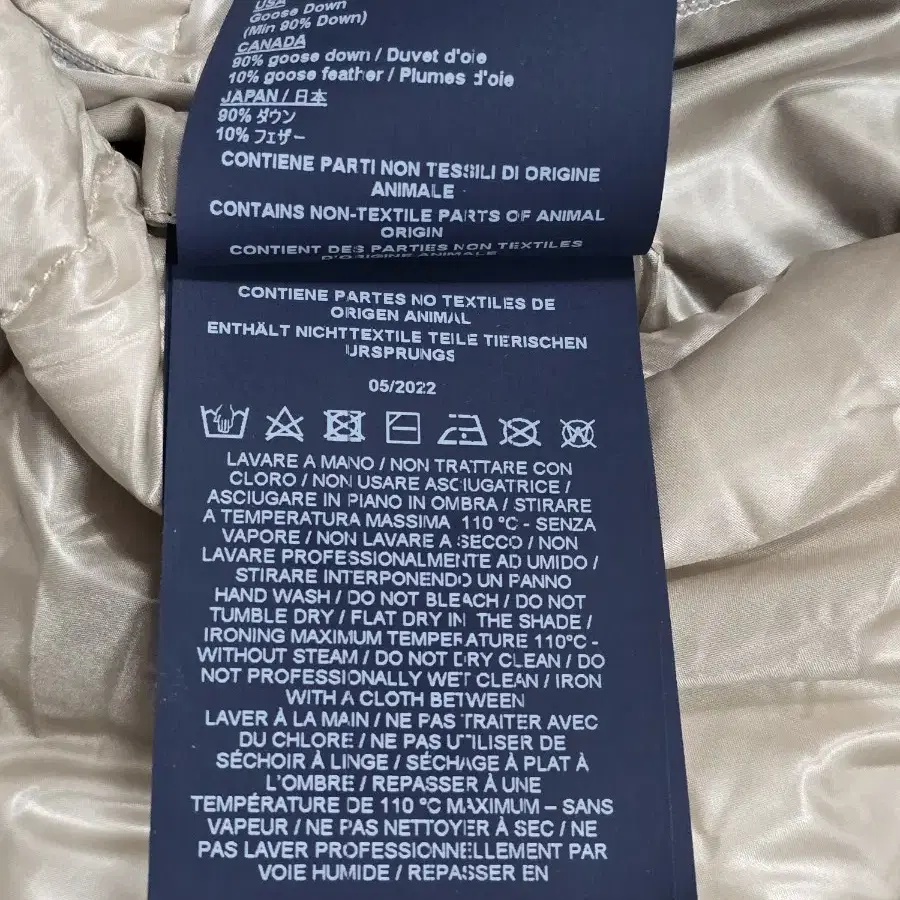 USA
Goose Down
(Min 90% Down)
CANADA
90% goose down / Duvet d'oie
10% goose feather / Plumes d'oie
JAPAN / 日本
90% ダウン
10% フェザー
CONTIENE PARTI NON TESSILI DI ORIGINE
ANIMALE
CONTAINS NON-TEXTILE PARTS OF ANIMAL
ORIGIN
CONTIENT DES PARTIES NON TEXTILES
D'ORIGINE ANIMALE
CONTIENE PARTES NO TEXTILES DE
ORIGEN ANIMAL
ENTHÄLT NICHTTEXTILE TEILE TIERISCHEN
URSPRUNGS
05/2022
LAVARE A MANO / NON TRATTARE CON
CLORO / NON USARE ASCIUGATRICE /
ASCIUGARE IN PIANO IN OMBRA / STIRARE
A TEMPERATURA MASSIMA 110 °C - SENZA
VAPORE / NON LAVARE A SECCO / NON
LAVARE PROFESSIONALMENTE AD UMIDO /
STIRARE INTERPONENDO UN PANNO
HAND WASH / DO NOT BLEACH / DO NOT
TUMBLE DRY / FLAT DRY IN THE SHADE /
IRONING MAXIMUM TEMPERATURE 110°C -
WITHOUT STEAM / DO NOT DRY CLEAN / DO
NOT PROFESSIONALLY WET CLEAN / IRON
WITH A CLOTH BETWEEN
LAVER À LA MAIN / NE PAS TRAITER AVEC
DU CHLORE / NE PAS UTILISER DE
SÉCHOIR À LINGE / SÉCHAGE À PLAT À
L'OMBRE / REPASSER À UNE
TEMPÉRATURE DE 110 °C MAXIMUM – SANS
VAPEUR / NE PAS NETTOYER À SEC / NE
PAS LAVER PROFESSIONNELLEMENT PAR
VOIE HUMIDE / REPASSER EN